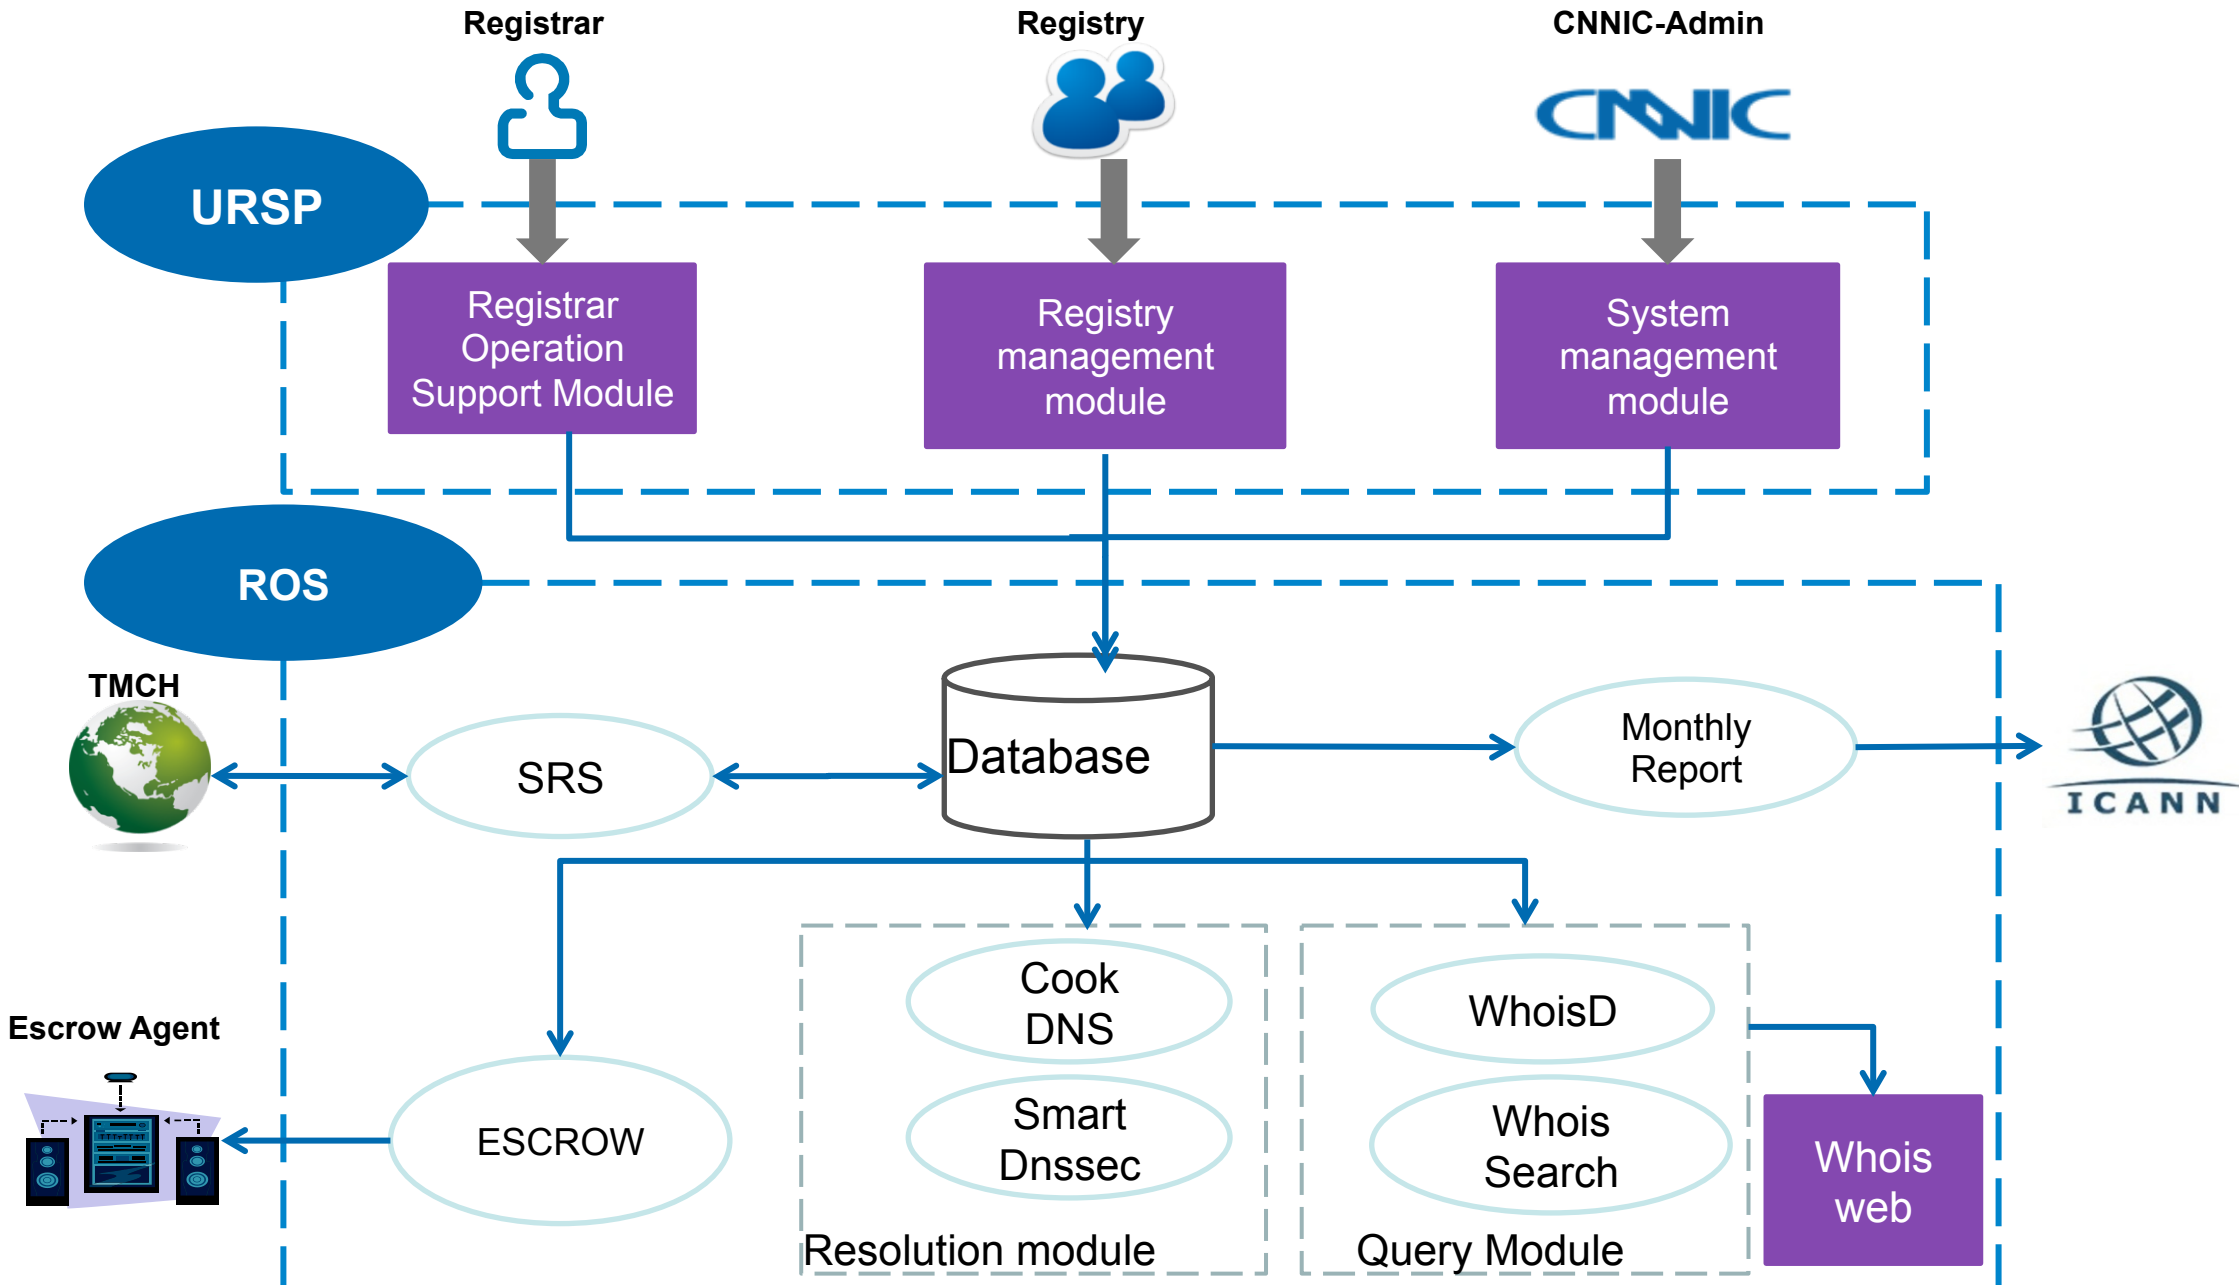 Registrar
Registry
CNNIC-Admin
CNNIC
URSP
Registrar
Operation
Support Module
Registry
management
module
System
management
module
ROS
TMCH
SRS
Database
Monthly
Report
ICANN
Escrow Agent
ESCROW
Cook
DNS
Smart
Dnssec
Resolution module
WhoisD
Whois
Search
Query Module
Whois
web